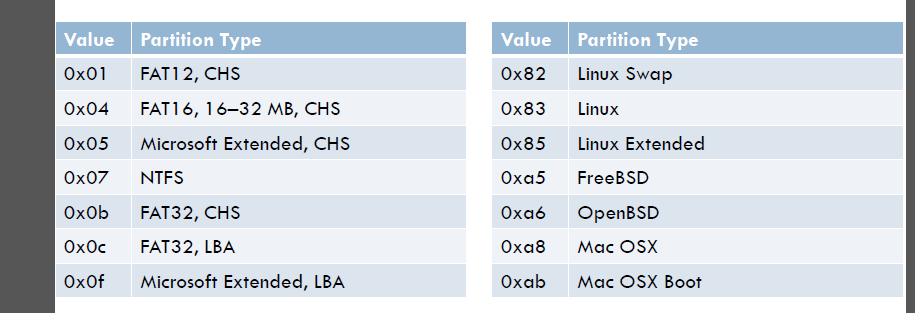 Value Partition Type
0x01 FAT12, CHS
0x04 FAT16, 16–32 MB, CHS
0x05 Microsoft Extended, CHS
0x07 NTFS
0x0b FAT32, CHS
0x0c FAT32, LBA
0x0f Microsoft Extended, LBA
Value Partition Type
0x82 Linux Swap
0x83 Linux
0x85 Linux Extended
0xa5 FreeBSD
0xa6 OpenBSD
0xa8 Mac OSX
0xab Mac OSX Boot